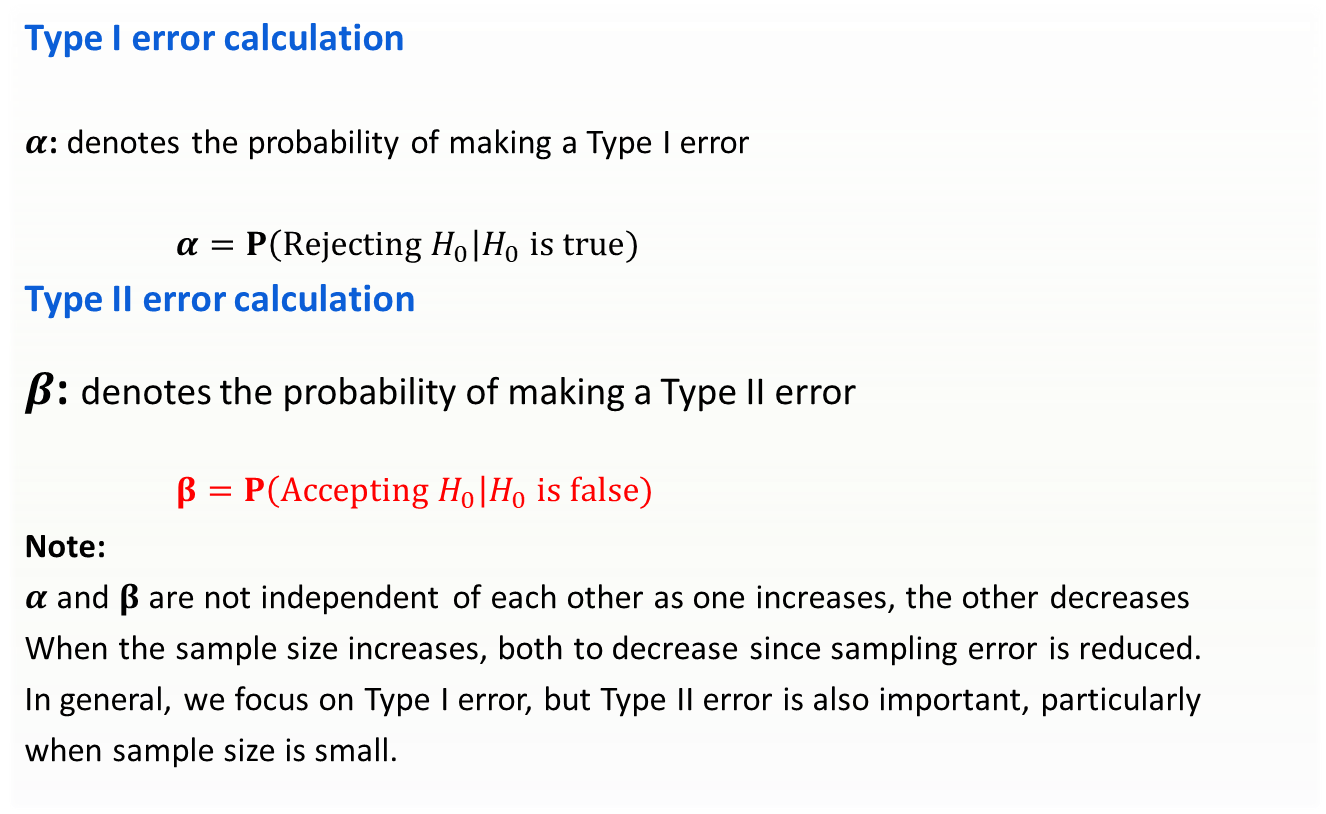 Type I error calculation
α: denotes the probability of making a Type I error
α = P(Rejecting H₀|H₀ is true)
Type II error calculation
β: denotes the probability of making a Type II error
β = P(Accepting H₀|H₀ is false)
Note:
α and β are not independent of each other as one increases, the other decreases
When the sample size increases, both to decrease since sampling error is reduced.
In general, we focus on Type I error, but Type II error is also important, particularly
when sample size is small.